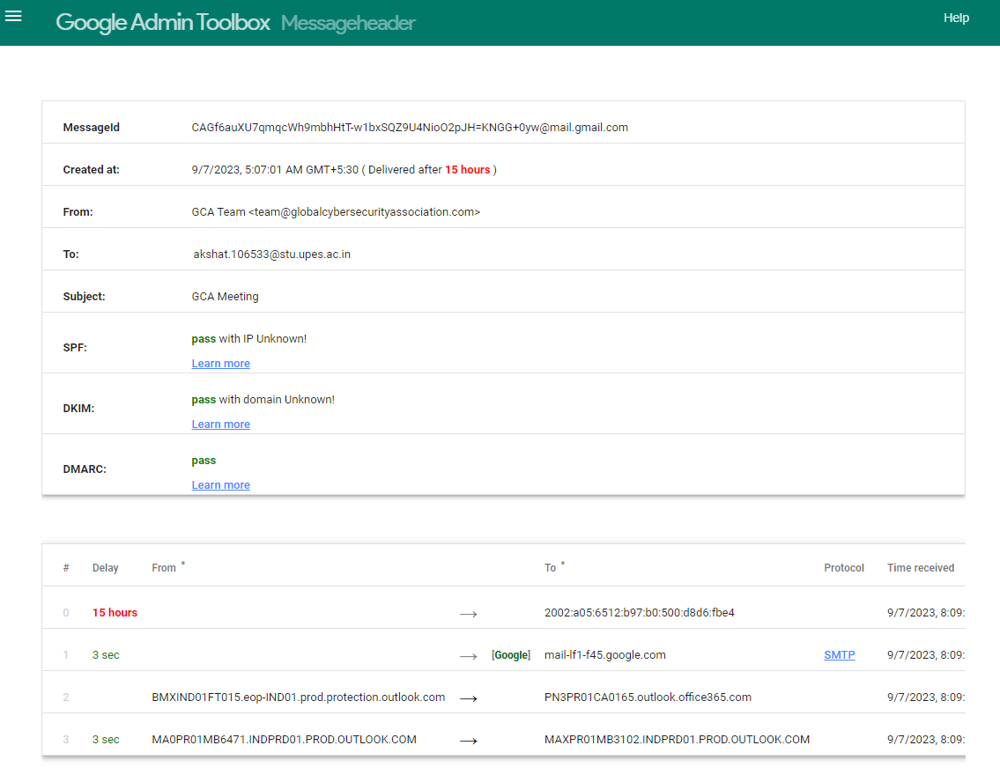 Google Admin Toolbox Messageheader Help
MessageId CAGf6auXU7qmqcWh9mbhHtT-w1bxSQZ9U4NioO2pJH=KNGG+0yw@mail.gmail.com
Created at: 9/7/2023, 5:07:01 AM GMT+5:30 ( Delivered after 15 hours )
From: GCA Team <team@globalcybersecurityassociation.com>
To: akshat.106533@stu.upes.ac.in
Subject: GCA Meeting
SPF: pass with IP Unknown!
Learn more
DKIM: pass with domain Unknown!
Learn more
DMARC: pass
Learn more
# Delay From * To * Protocol Time received
0 15 hours → 2002:a05:6512:b97:b0:500:d8d6:fbe4 9/7/2023, 8:09:
1 3 sec → [Google] mail-lf1-f45.google.com SMTP 9/7/2023, 8:09:
2 BMXIND01FT015.eop-IND01.prod.protection.outlook.com → PN3PR01CA0165.outlook.office365.com 9/7/2023, 8:09:
3 3 sec MA0PR01MB6471.INDPRD01.PROD.OUTLOOK.COM → MAXPR01MB3102.INDPRD01.PROD.OUTLOOK.COM 9/7/2023, 8:09: